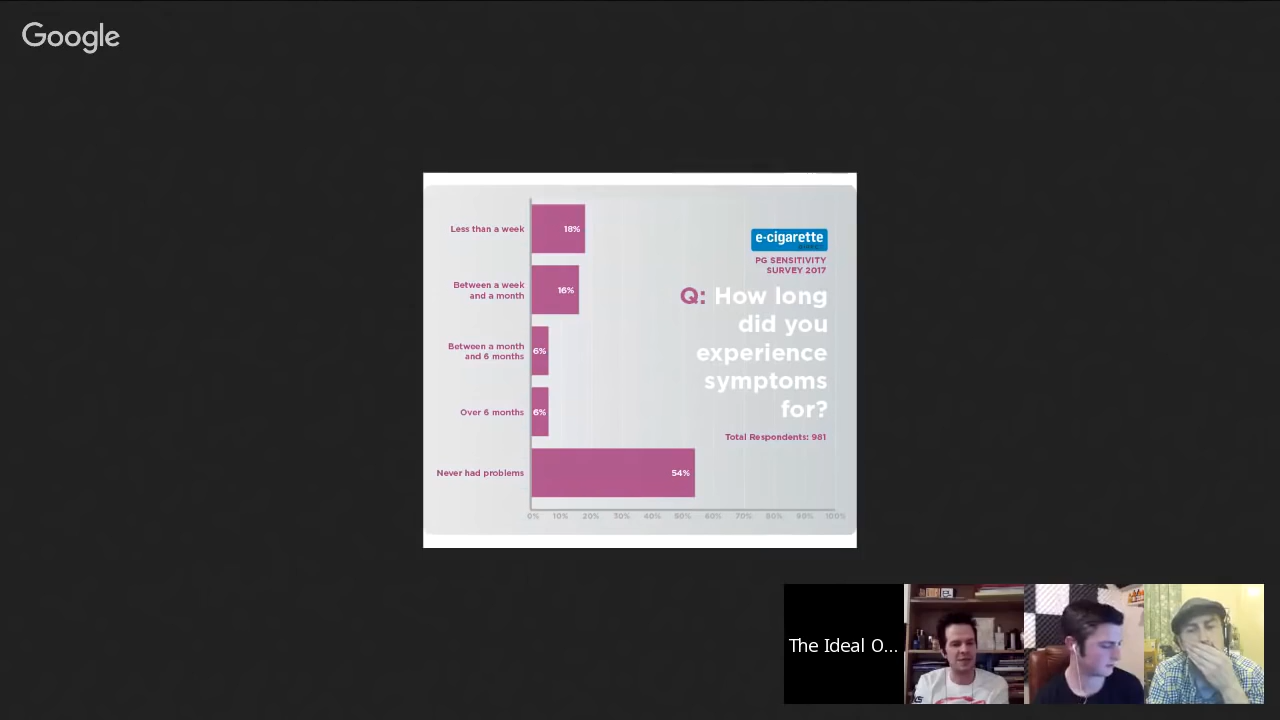 Google
Less than a week
18%
Between a week
and a month
16%
Between a month
and 6 months
6%
Over 6 months
6%
Never had problems
54%
0% 10% 20% 30% 40% 50% 60% 70% 80% 90% 100%
e-cigarette
DIRECT
PG SENSITIVITY
SURVEY 2017
Q: How long
did you
experience
symptoms
for?
Total Respondents: 981
The Ideal O...